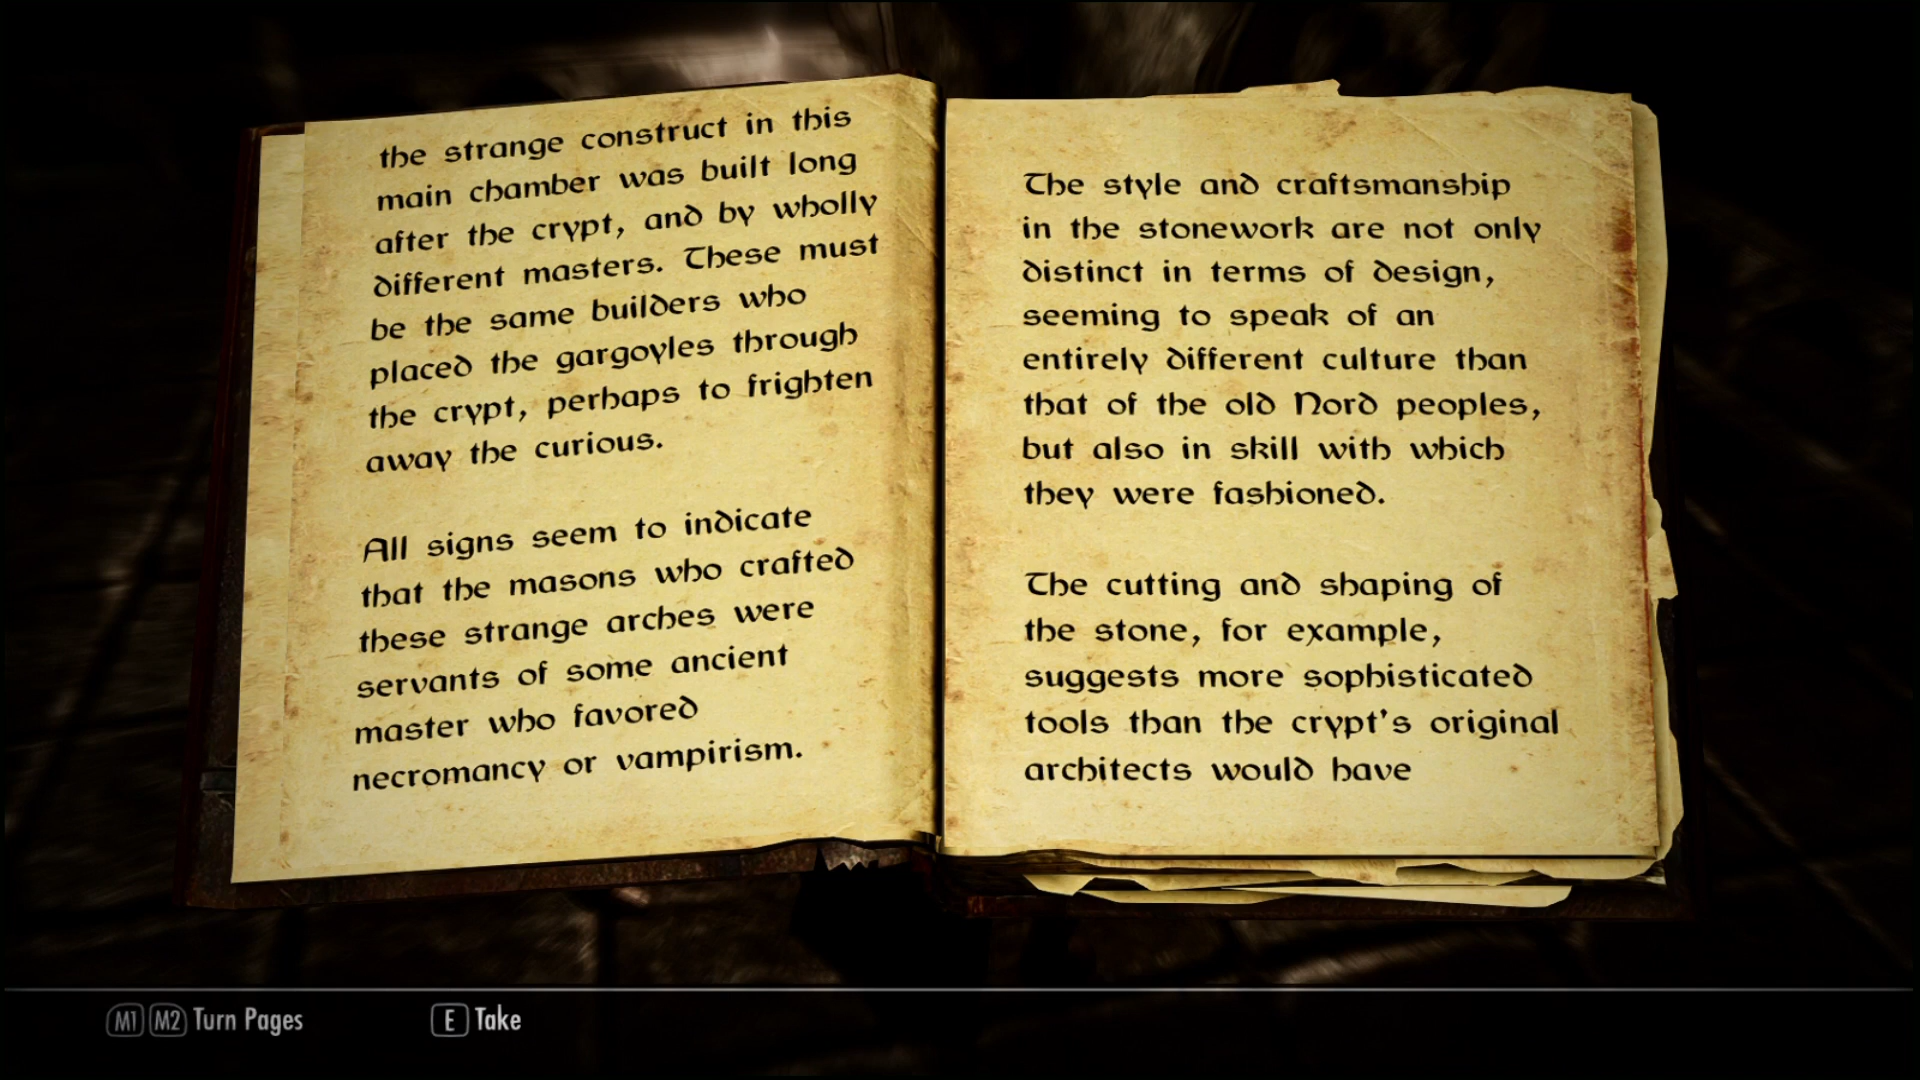 the strange construct in this
main chamber was built long
after the crypt, and by wholly
different masters. These must
be the same builders who
placed the gargoyles through
the crypt, perhaps to frighten
away the curious.
All signs seem to indicate
that the masons who crafted
these strange arches were
servants of some ancient
master who favored
necromancy or vampirism.
The style and craftsmanship
in the stonework are not only
distinct in terms of design,
seeming to speak of an
entirely different culture than
that of the old Nord peoples,
but also in skill with which
they were fashioned.
The cutting and shaping of
the stone, for example,
suggests more sophisticated
tools than the crypt's original
architects would have
M1 M2 Turn Pages
E Take